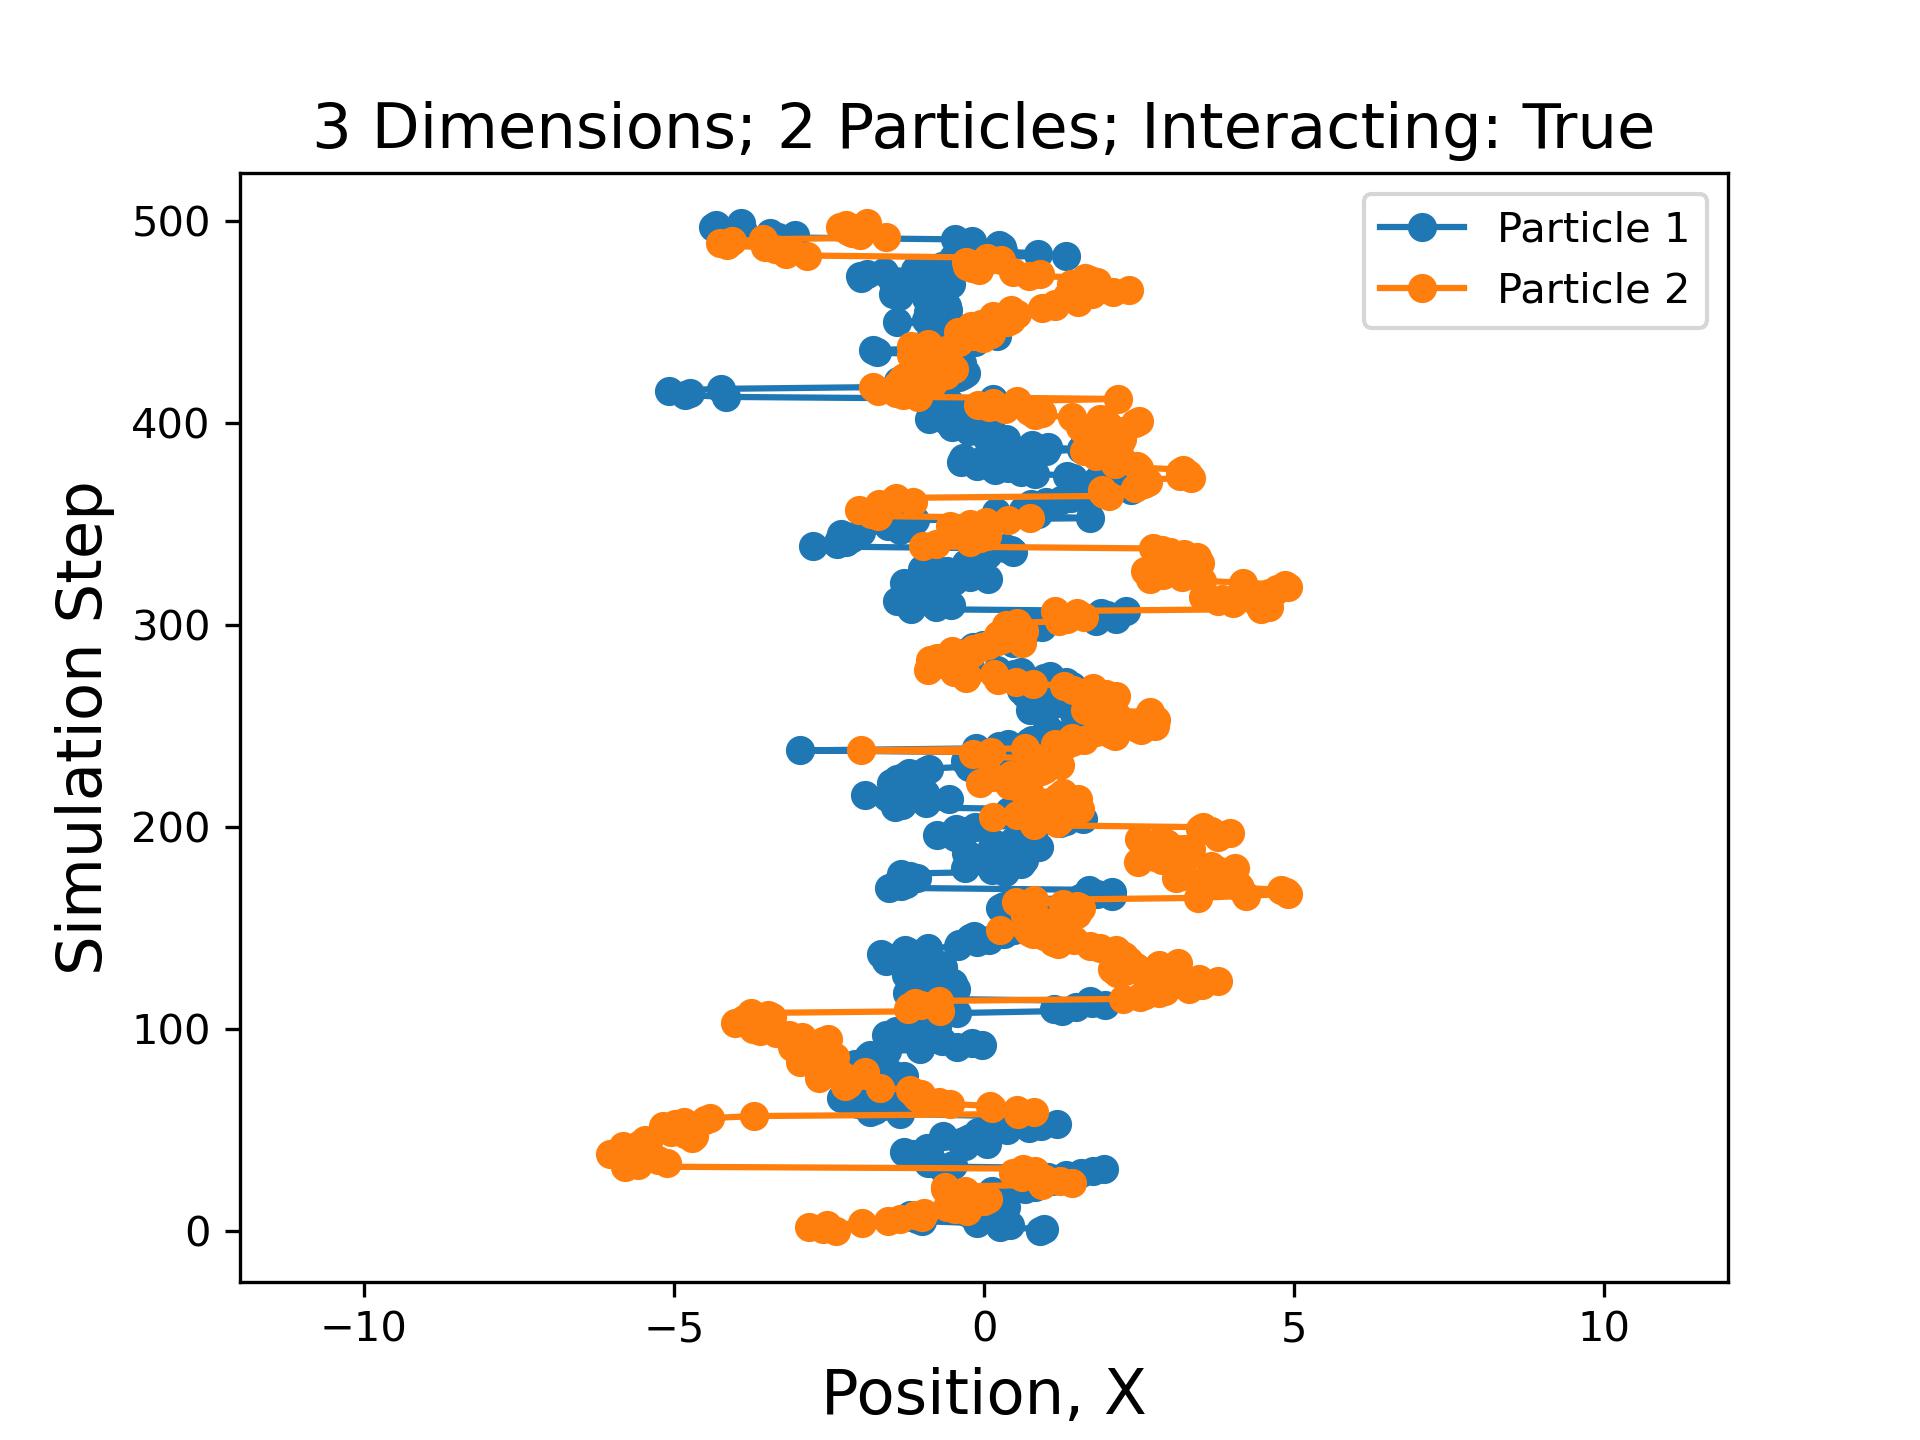 3 Dimensions; 2 Particles; Interacting: True
Particle 1
Particle 2
500
400
300
200
100
0
Simulation Step
−10
−5
0
5
10
Position, X